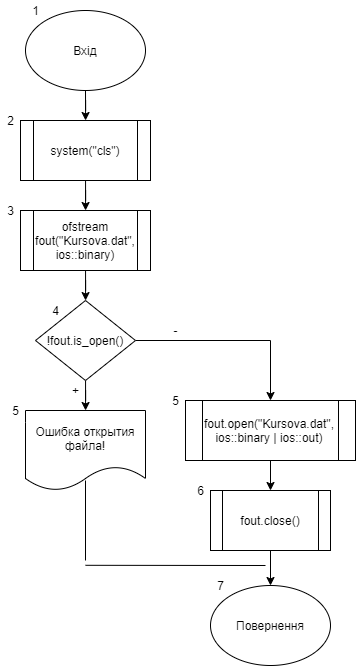 1
Вхід
2
system("cls")
3
ofstream
fout("Kursova.dat",
ios::binary)
4
!fout.is_open()
-
+
5
Ошибка открытия
файла!
5
fout.open("Kursova.dat",
ios::binary | ios::out)
6
fout.close()
7
Повернення